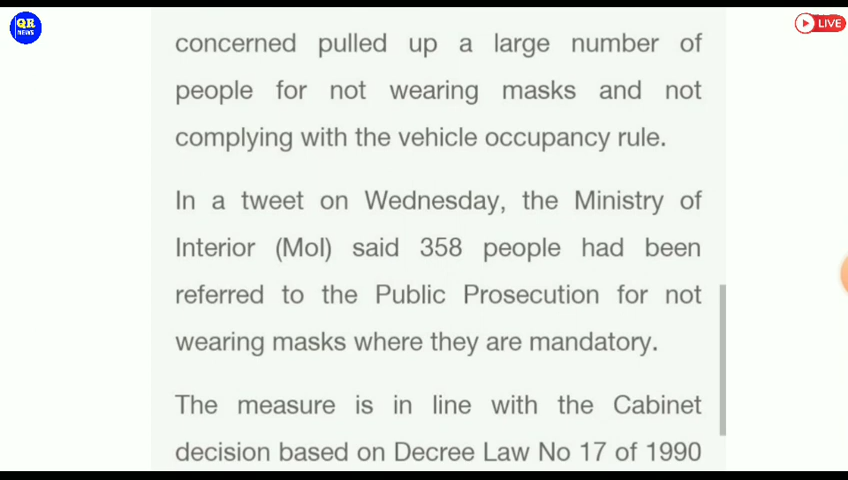 QR
NEWS
LIVE
concerned pulled up a large number of
people for not wearing masks and not
complying with the vehicle occupancy rule.
In a tweet on Wednesday, the Ministry of
Interior (MoI) said 358 people had been
referred to the Public Prosecution for not
wearing masks where they are mandatory.
The measure is in line with the Cabinet
decision based on Decree Law No 17 of 1990